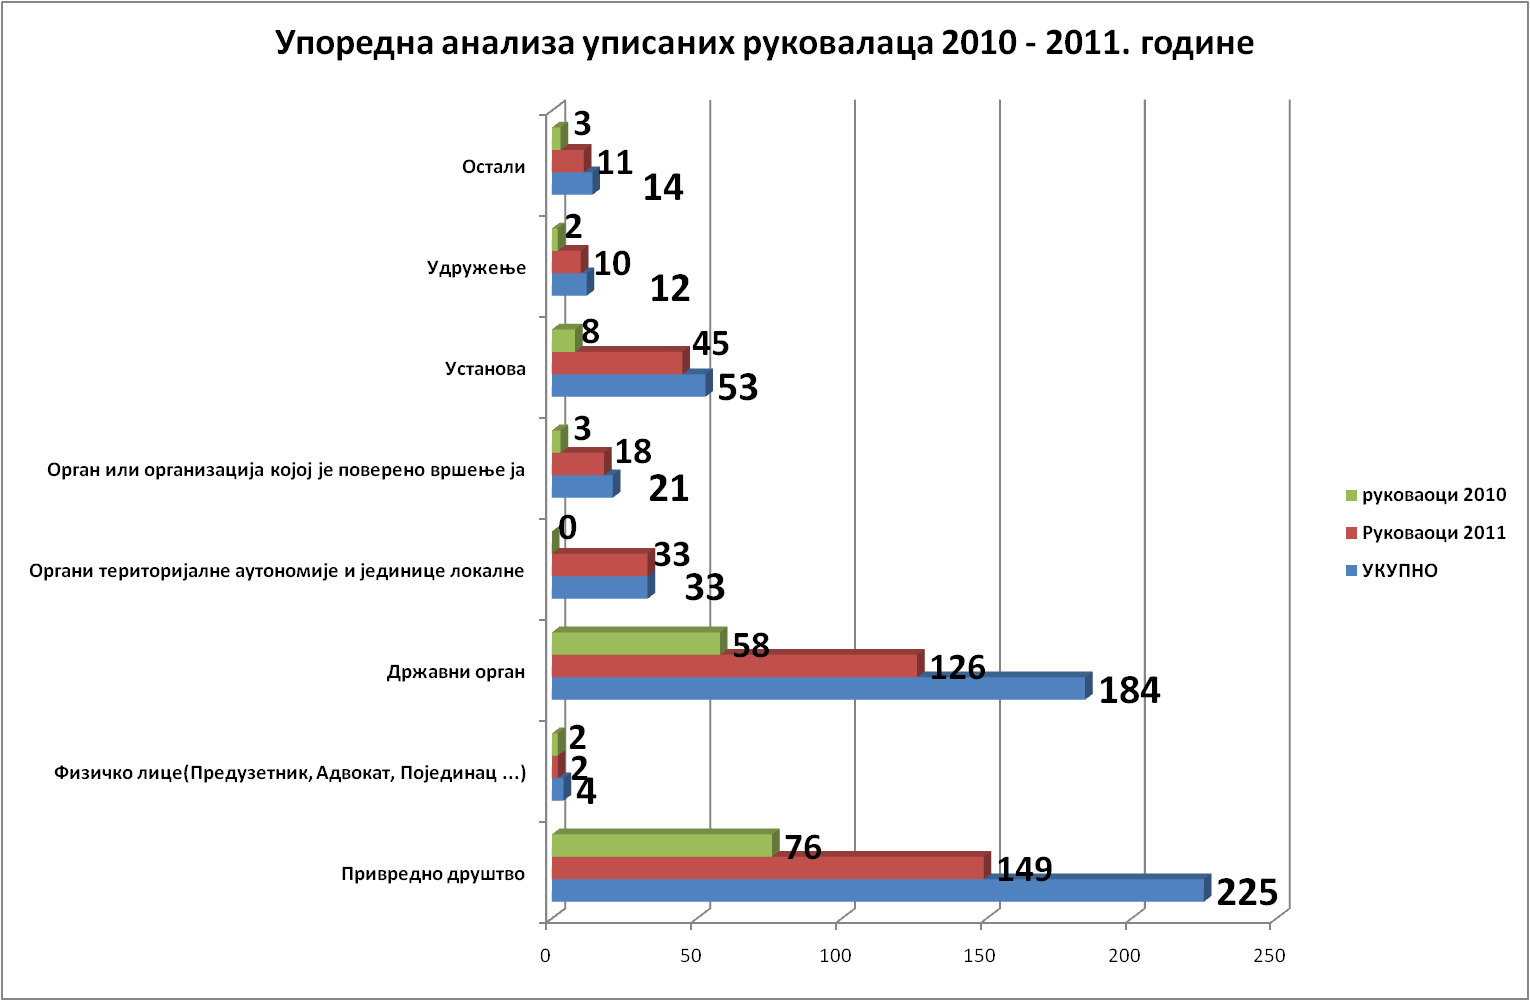 Упоредна анализа уписаних руковалаца 2010 - 2011. године
Остали
3
11
14
Удружење
2
10
12
Установа
8
45
53
Орган или организација којој је поверено вршење ја
3
18
21
Органи територијалне аутономије и јединице локалне
0
33
33
Државни орган
58
126
184
Физичко лице(Предузетник, Адвокат, Појединац ...)
2
2
4
Привредно друштво
76
149
225
0 50 100 150 200 250
руковаоци 2010
Руковаоци 2011
УКУПНО